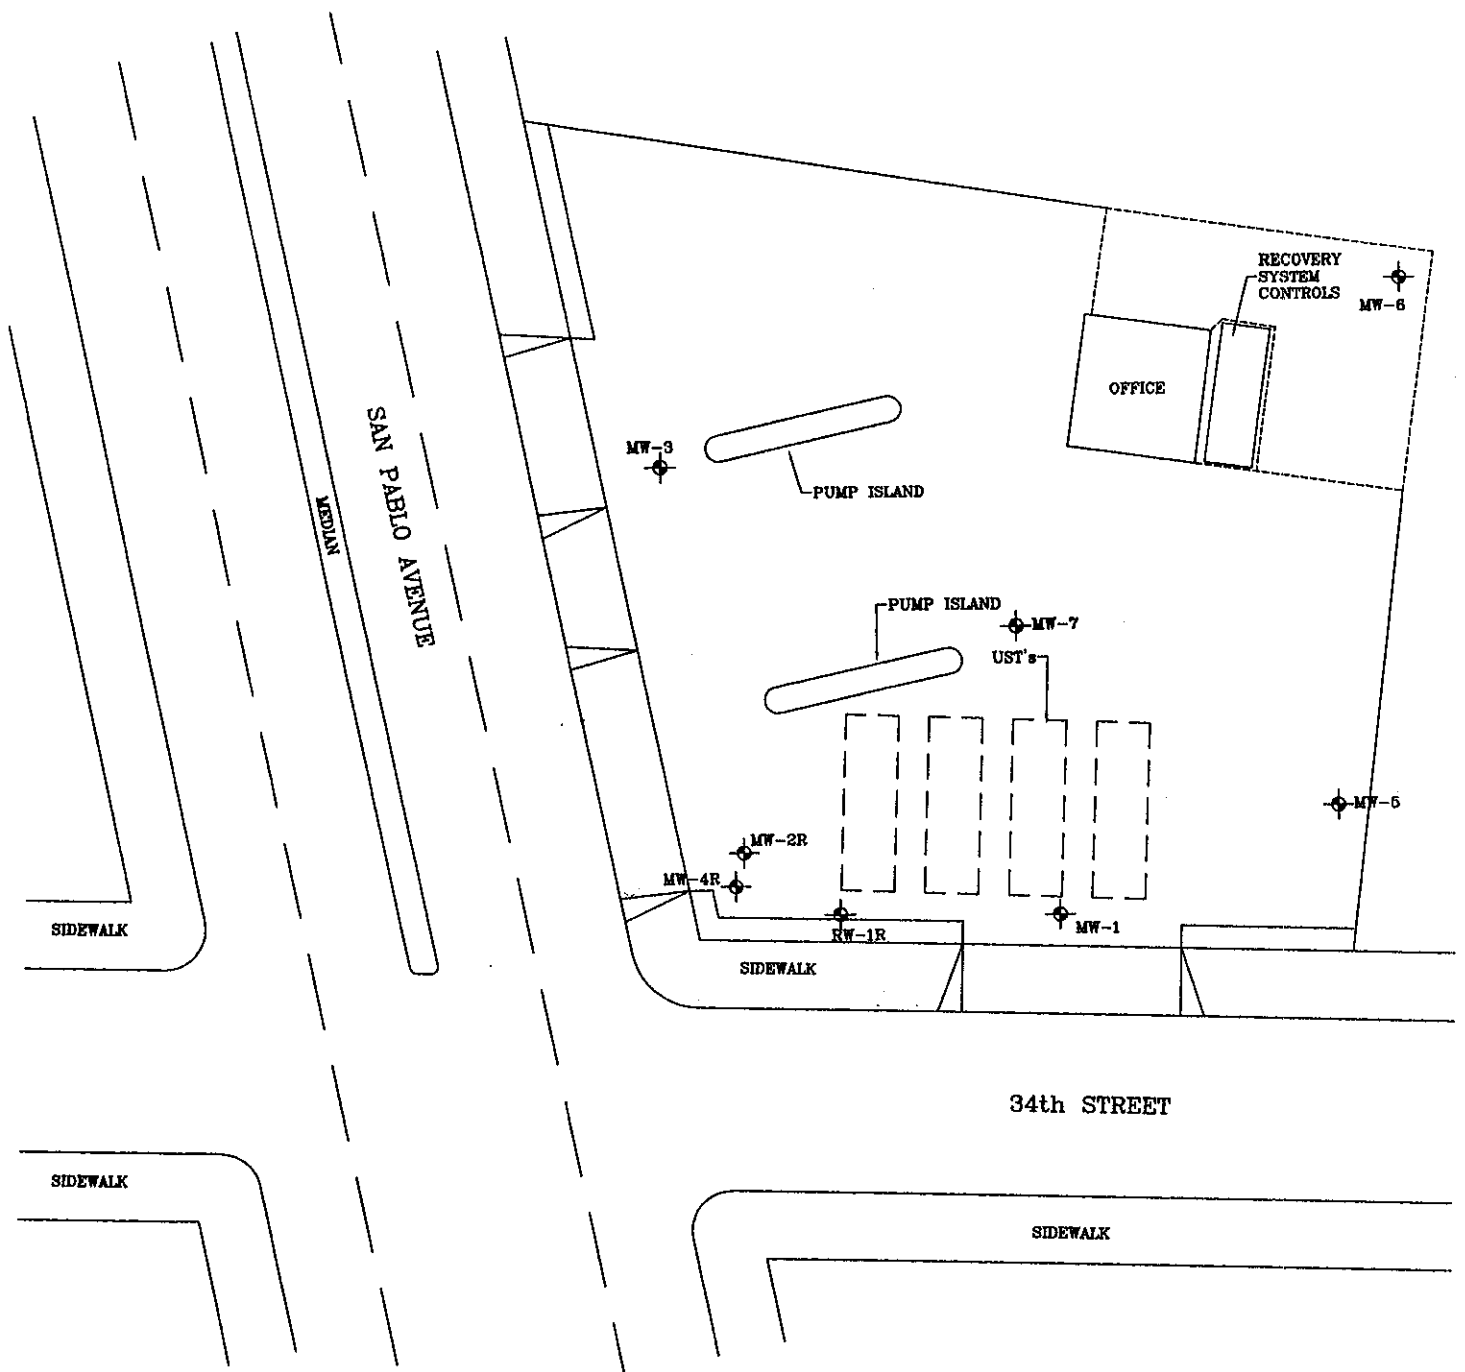 RECOVERY
SYSTEM
CONTROLS
MW-6
OFFICE
SAN PABLO AVENUE
MW-3
PUMP ISLAND
MEDIAN
PUMP ISLAND
MW-7
UST's
MW-5
MW-2R
MW-4R
RW-1R
MW-1
SIDEWALK
SIDEWALK
34th STREET
SIDEWALK
SIDEWALK